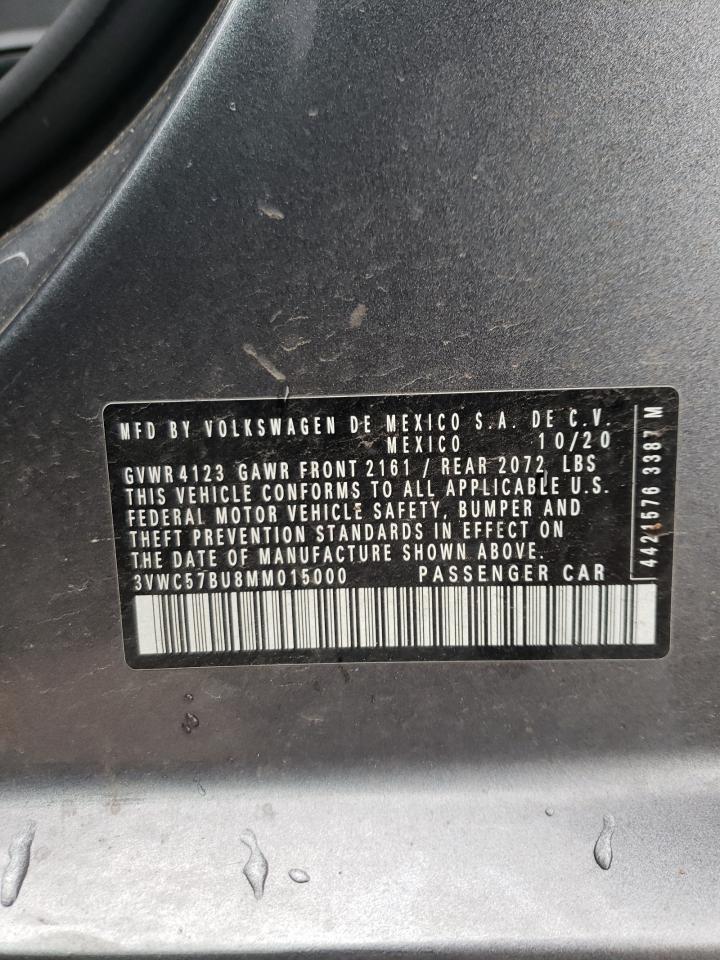 MFD BY VOLKSWAGEN DE MEXICO S.A. DE C.V.
MEXICO 10/20
GVWR 4123 GAWR FRONT 2161 / REAR 2072 LBS
THIS VEHICLE CONFORMS TO ALL APPLICABLE U.S.
FEDERAL MOTOR VEHICLE SAFETY, BUMPER AND
THEFT PREVENTION STANDARDS IN EFFECT ON
THE DATE OF MANUFACTURE SHOWN ABOVE.
3VWC57BU8MM015000 PASSENGER CAR
4421576 3387 M